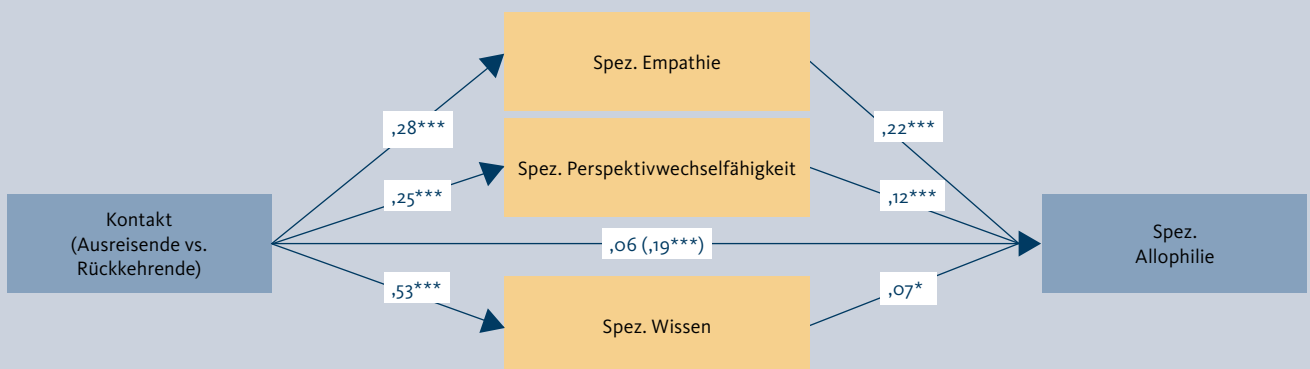 Spez. Empathie
,28***
,22***
Spez. Perspektivwechselfähigkeit
,25***
,12***
Kontakt
(Ausreisende vs.
Rückkehrende)
,06 (,19***)
Spez.
Allophilie
,53***
,07*
Spez. Wissen